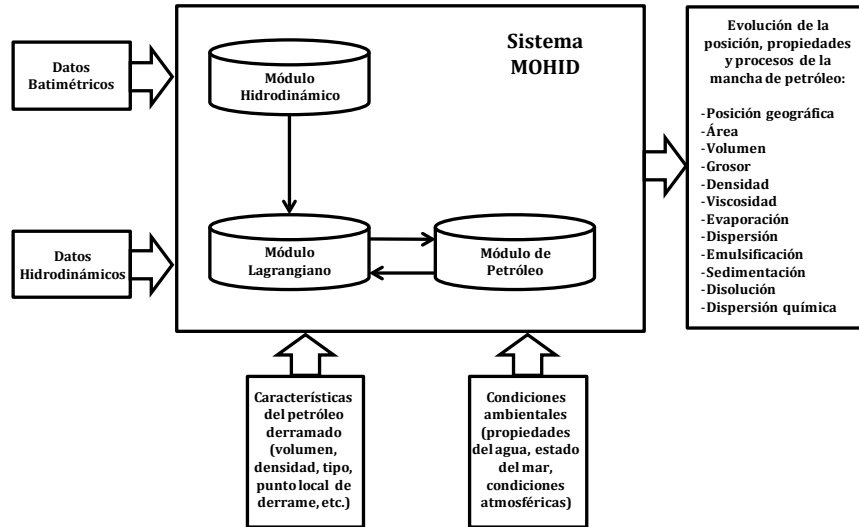 Datos
Batimétricos
Datos
Hidrodinámicos
Sistema
MOHID
Módulo
Hidrodinámico
Módulo
Lagrangiano
Módulo de
Petróleo
Características
del petróleo
derramado
(volumen,
densidad, tipo,
punto local de
derrame, etc.)
Condiciones
ambientales
(propiedades
del agua, estado
del mar,
condiciones
atmosféricas)
Evolución de la
posición, propiedades
y procesos de la
mancha de petróleo:
-Posición geográfica
-Área
-Volumen
-Grosor
-Densidad
-Viscosidad
-Evaporación
-Dispersión
-Emulsificación
-Sedimentación
-Disolución
-Dispersión química